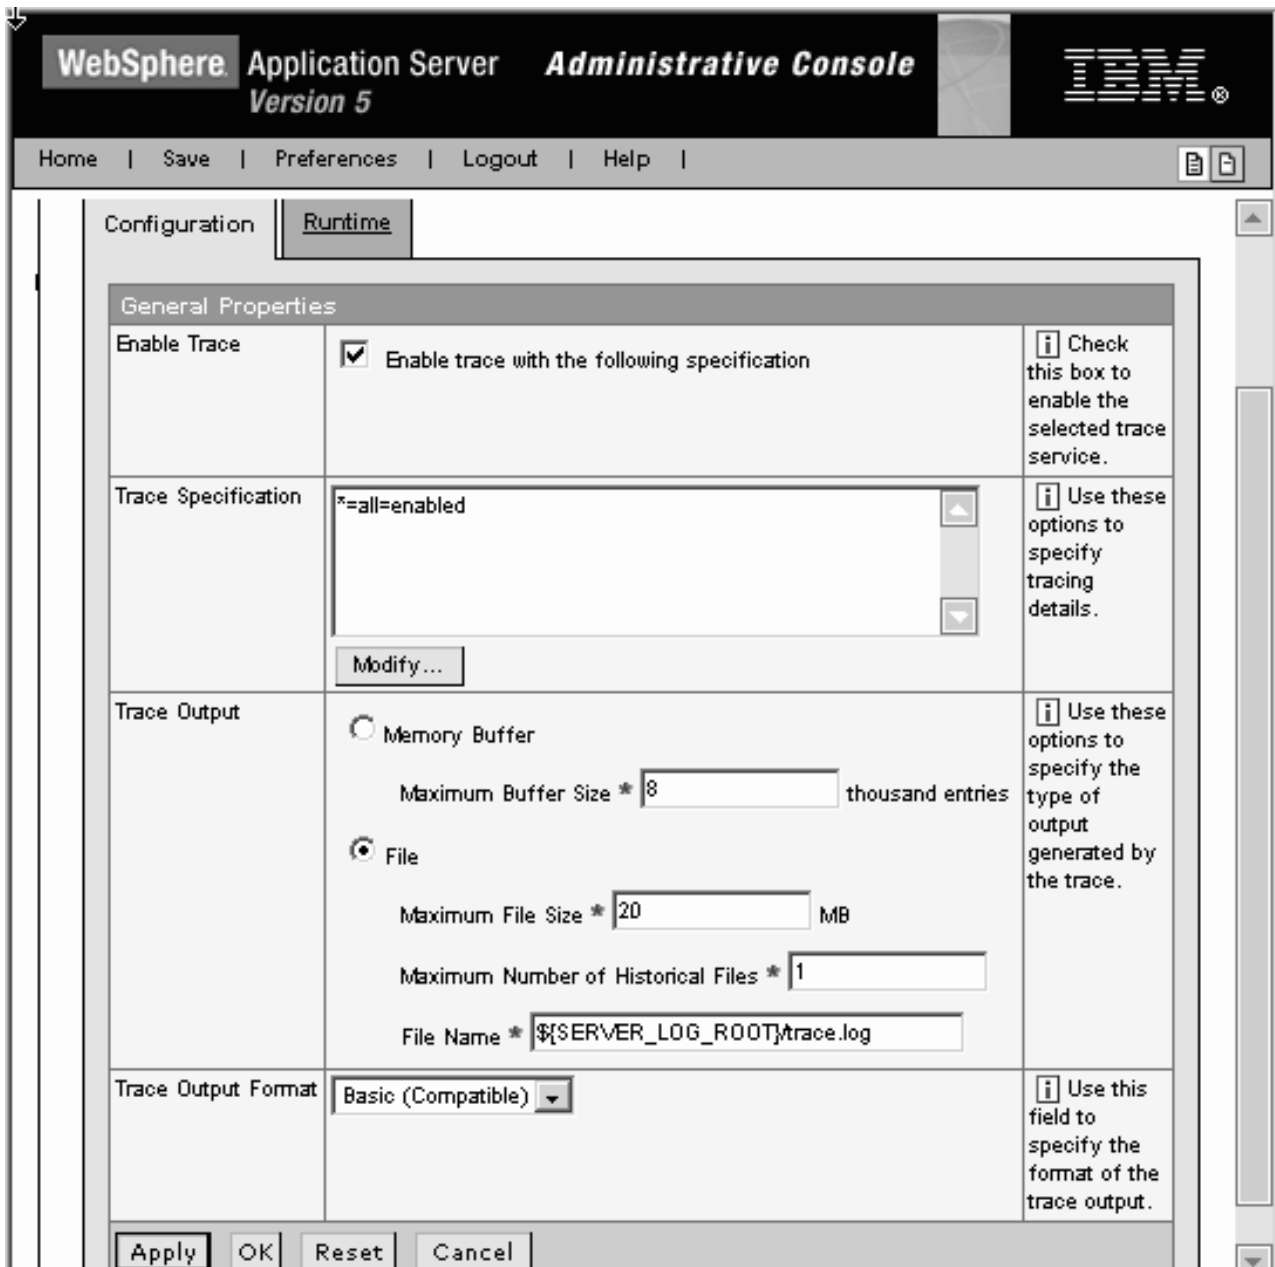 WebSphere. Application Server Administrative Console IBM®
Version 5
Home | Save | Preferences | Logout | Help |
Configuration Runtime
General Properties
Enable Trace
Enable trace with the following specification
i Check
this box to
enable the
selected trace
service.
Trace Specification
*=all=enabled
Modify...
i Use these
options to
specify
tracing
details.
Trace Output
Memory Buffer
Maximum Buffer Size * 8 thousand entries
File
Maximum File Size * 20 MB
Maximum Number of Historical Files * 1
File Name * ${SERVER_LOG_ROOT}/trace.log
i Use these
options to
specify the
type of
output
generated by
the trace.
Trace Output Format
Basic (Compatible)
i Use this
field to
specify the
format of the
trace output.
Apply OK Reset Cancel